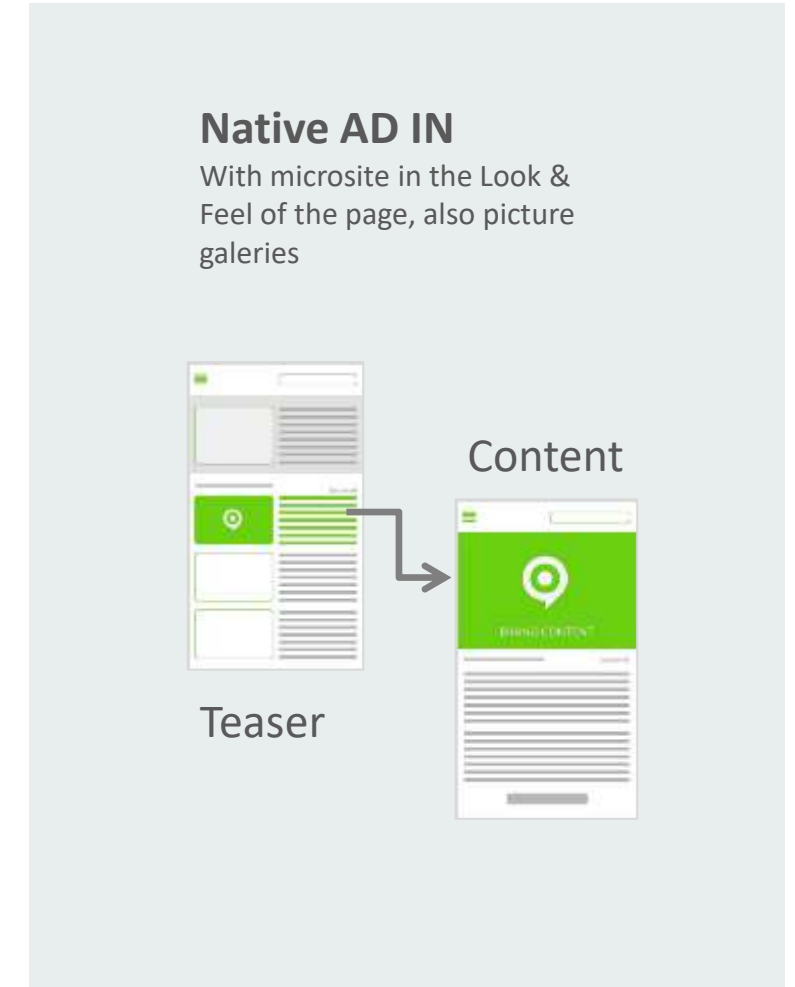 Native AD IN
With microsite in the Look &
Feel of the page, also picture
galeries
Content
BRAND CONTENT
Teaser